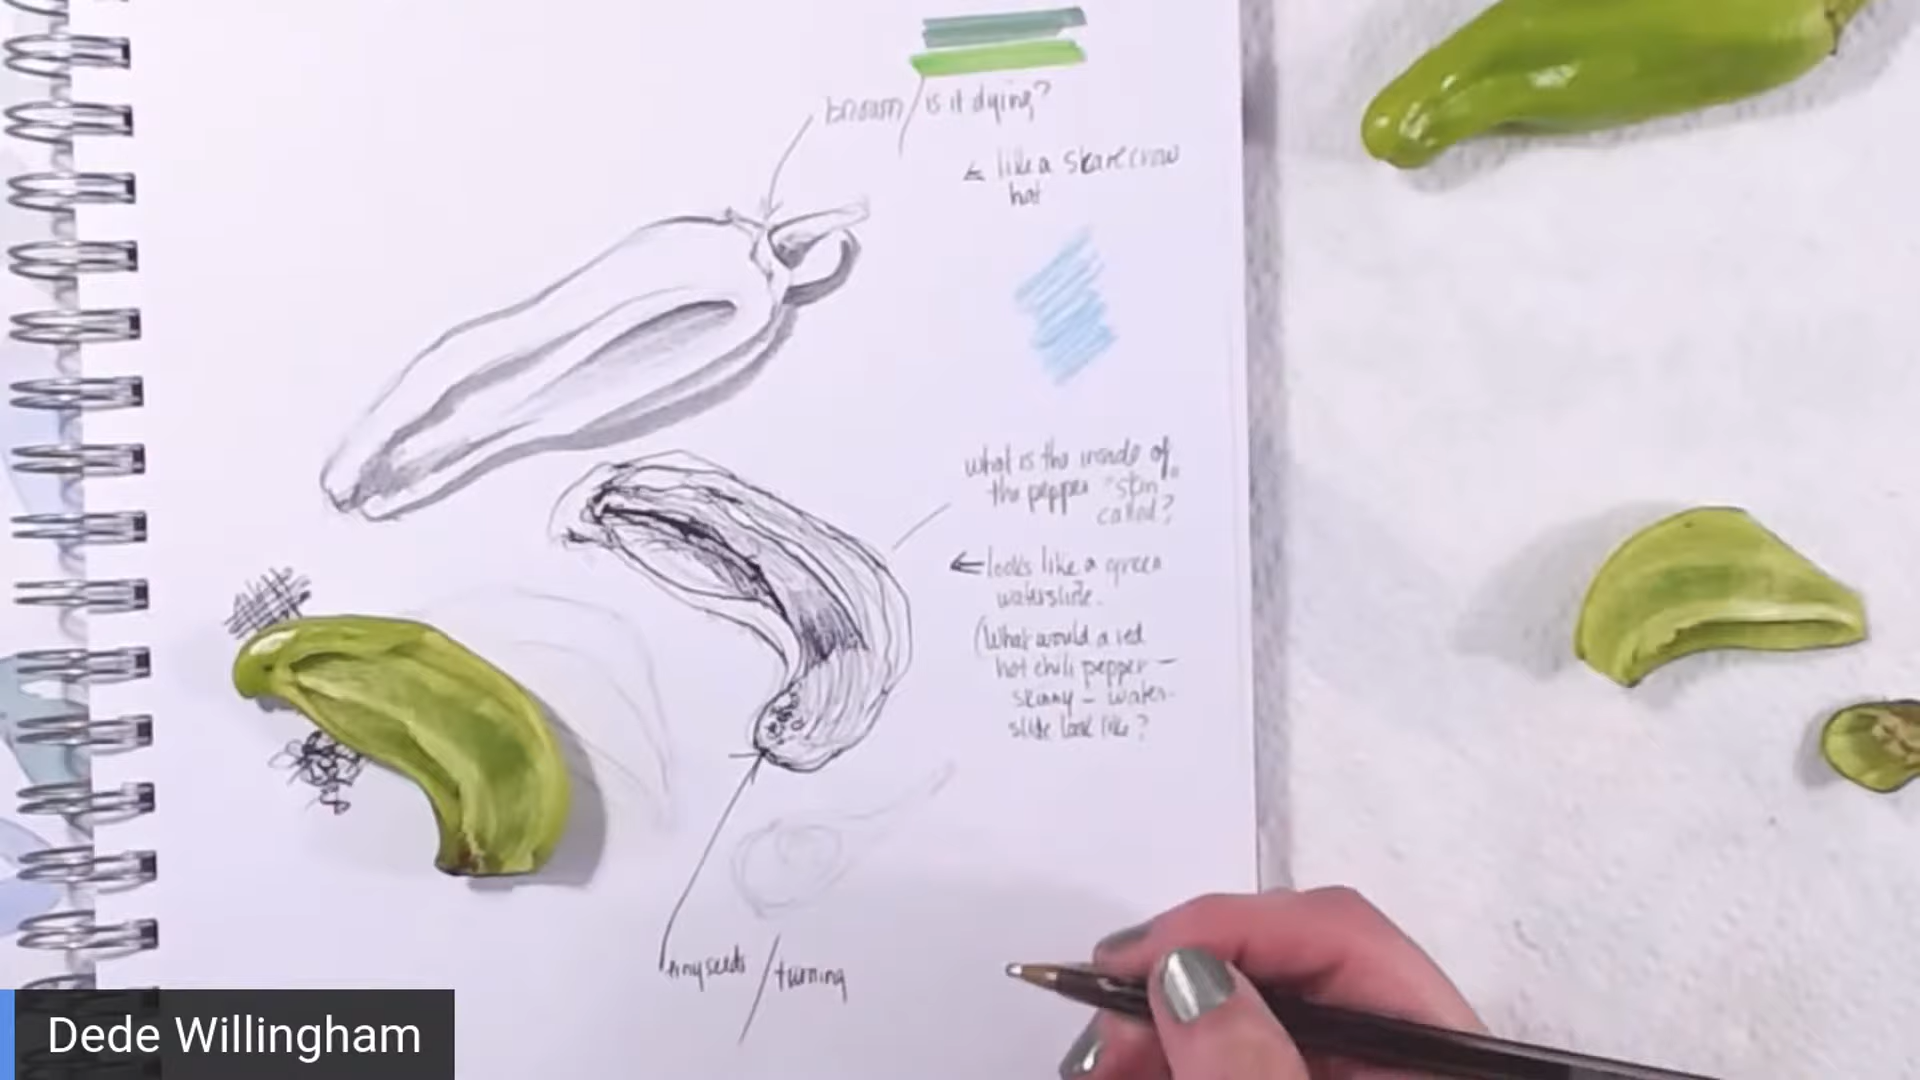 brown / is it dying?
← like a skarecrow
hat
what is the inside of
the pepper "skin"
called?
← looks like a green
waterslide.
(What would a red
hot chili pepper –
skinny – water-
slide look like?
tiny seeds / turning
Dede Willingham